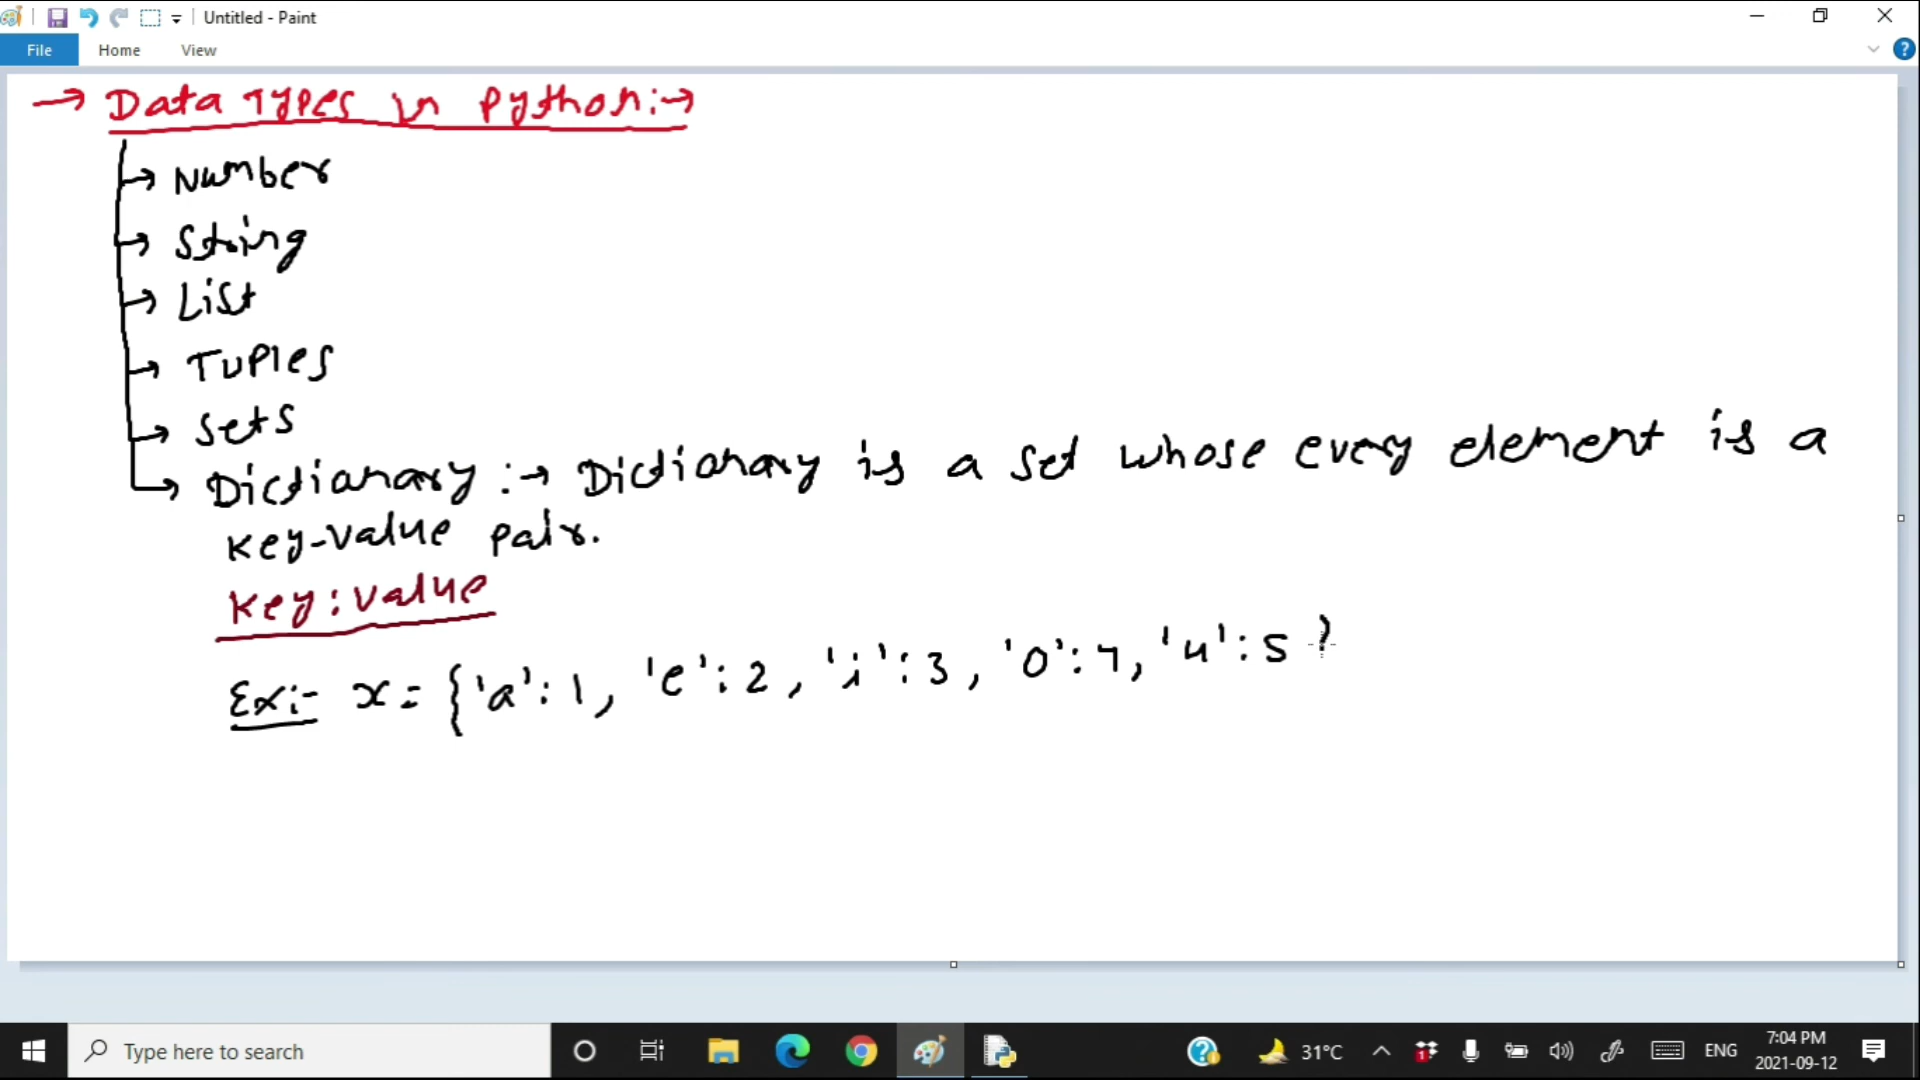 Untitled - Paint
File Home View
→ Data Types in Python:→
→ Number
→ String
→ List
→ Tuples
→ Sets
→ Dictionary :→ Dictionary is a set whose every element is a
Key-Value pair.
Key:Value
Ex:- x = {'a': 1, 'e': 2, 'i': 3, 'o': 4, 'u': 5
Type here to search
31°C
ENG
7:04 PM
2021-09-12